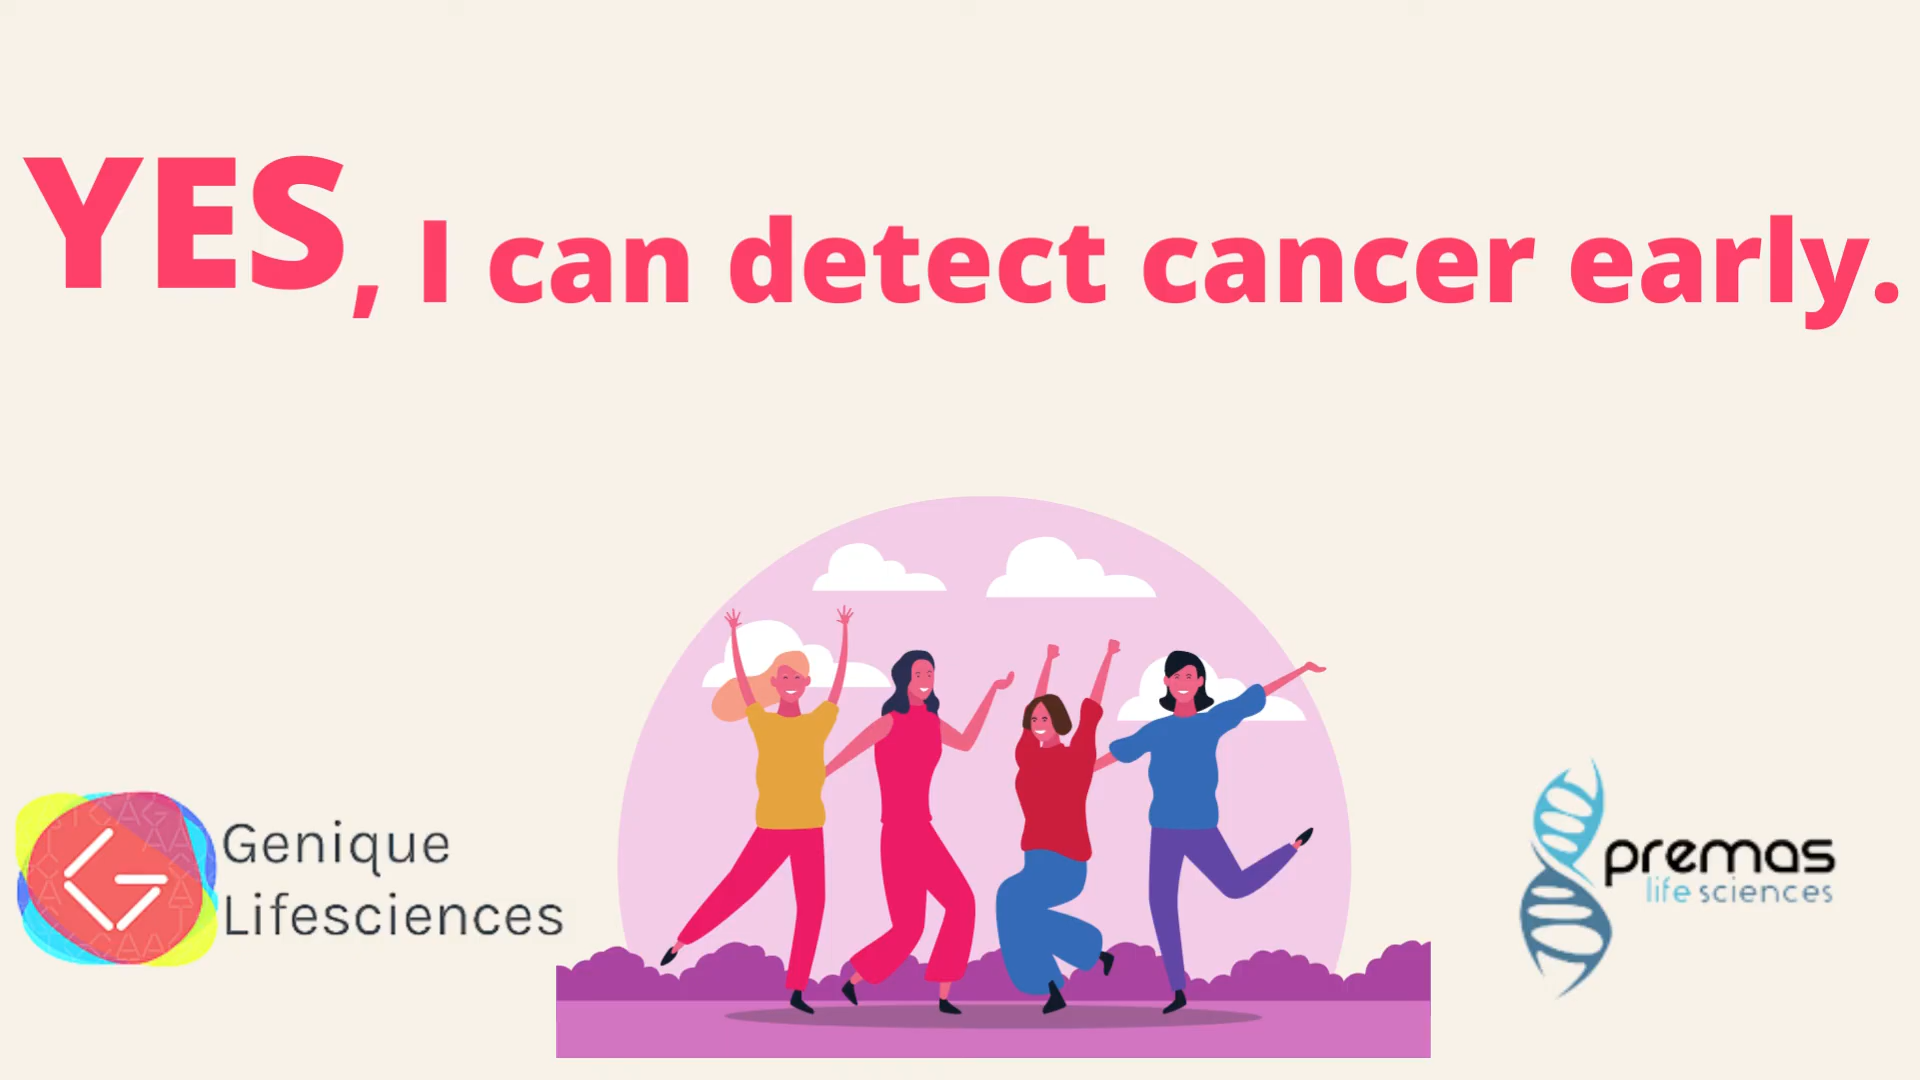 YES, I can detect cancer early.
Genique
Lifesciences
premas
life sciences